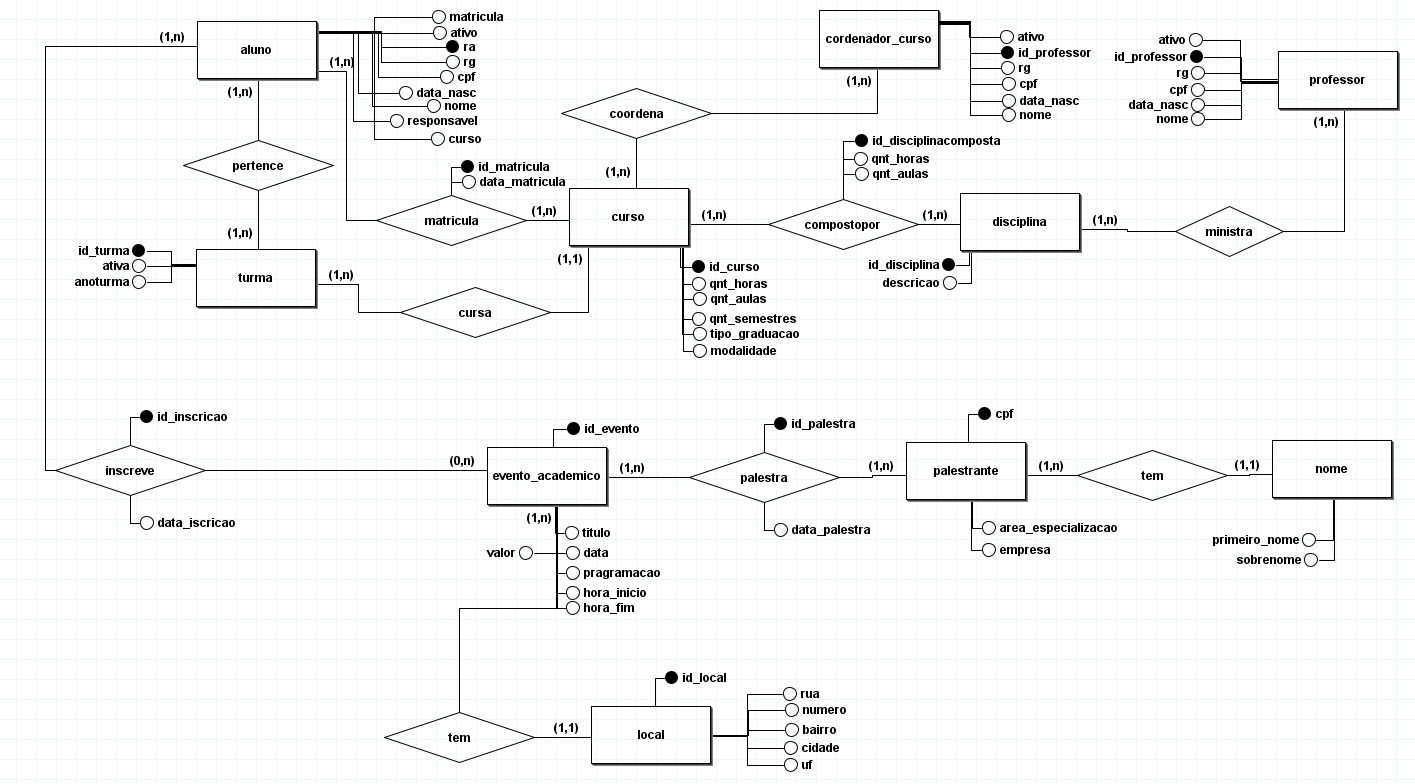 matricula
ativo
ra
rg
cpf
data_nasc
nome
responsavel
curso
aluno
(1,n)
(1,n)
(1,n)
cordenador_curso
(1,n)
ativo
id_professor
rg
cpf
data_nasc
nome
ativo
id_professor
rg
cpf
data_nasc
nome
professor
(1,n)
coordena
(1,n)
pertence
(1,n)
id_matricula
data_matricula
matricula
(1,n)
curso
(1,n)
(1,1)
id_disciplinacomposta
qnt_horas
qnt_aulas
compostopor
(1,n)
disciplina
(1,n)
ministra
id_disciplina
descricao
id_turma
ativa
anoturma
turma
(1,n)
cursa
id_curso
qnt_horas
qnt_aulas
qnt_semestres
tipo_graduacao
modalidade
id_inscricao
inscreve
data_iscricao
(0,n)
id_evento
evento_academico
(1,n)
(1,n)
titulo
valor
data
pragramacao
hora_inicio
hora_fim
id_palestra
palestra
data_palestra
(1,n)
cpf
palestrante
area_especializacao
empresa
(1,n)
tem
(1,1)
nome
primeiro_nome
sobrenome
tem
(1,1)
id_local
local
rua
numero
bairro
cidade
uf